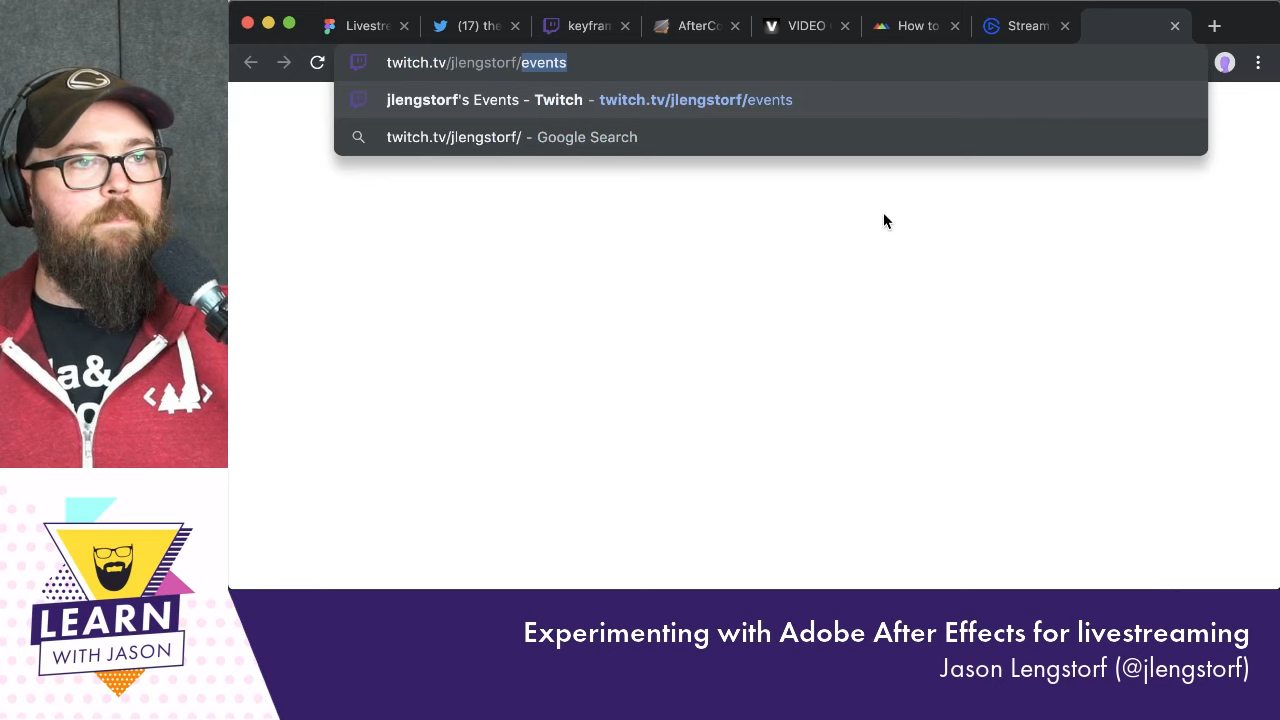 Livestre
(17) the
keyfran
AfterCo
VIDEO
How to
Stream
twitch.tv/jlengstorf/events
jlengstorf's Events - Twitch - twitch.tv/jlengstorf/events
twitch.tv/jlengstorf/ - Google Search
a&
LEARN
WITH JASON
Experimenting with Adobe After Effects for livestreaming
Jason Lengstorf (@jlengstorf)